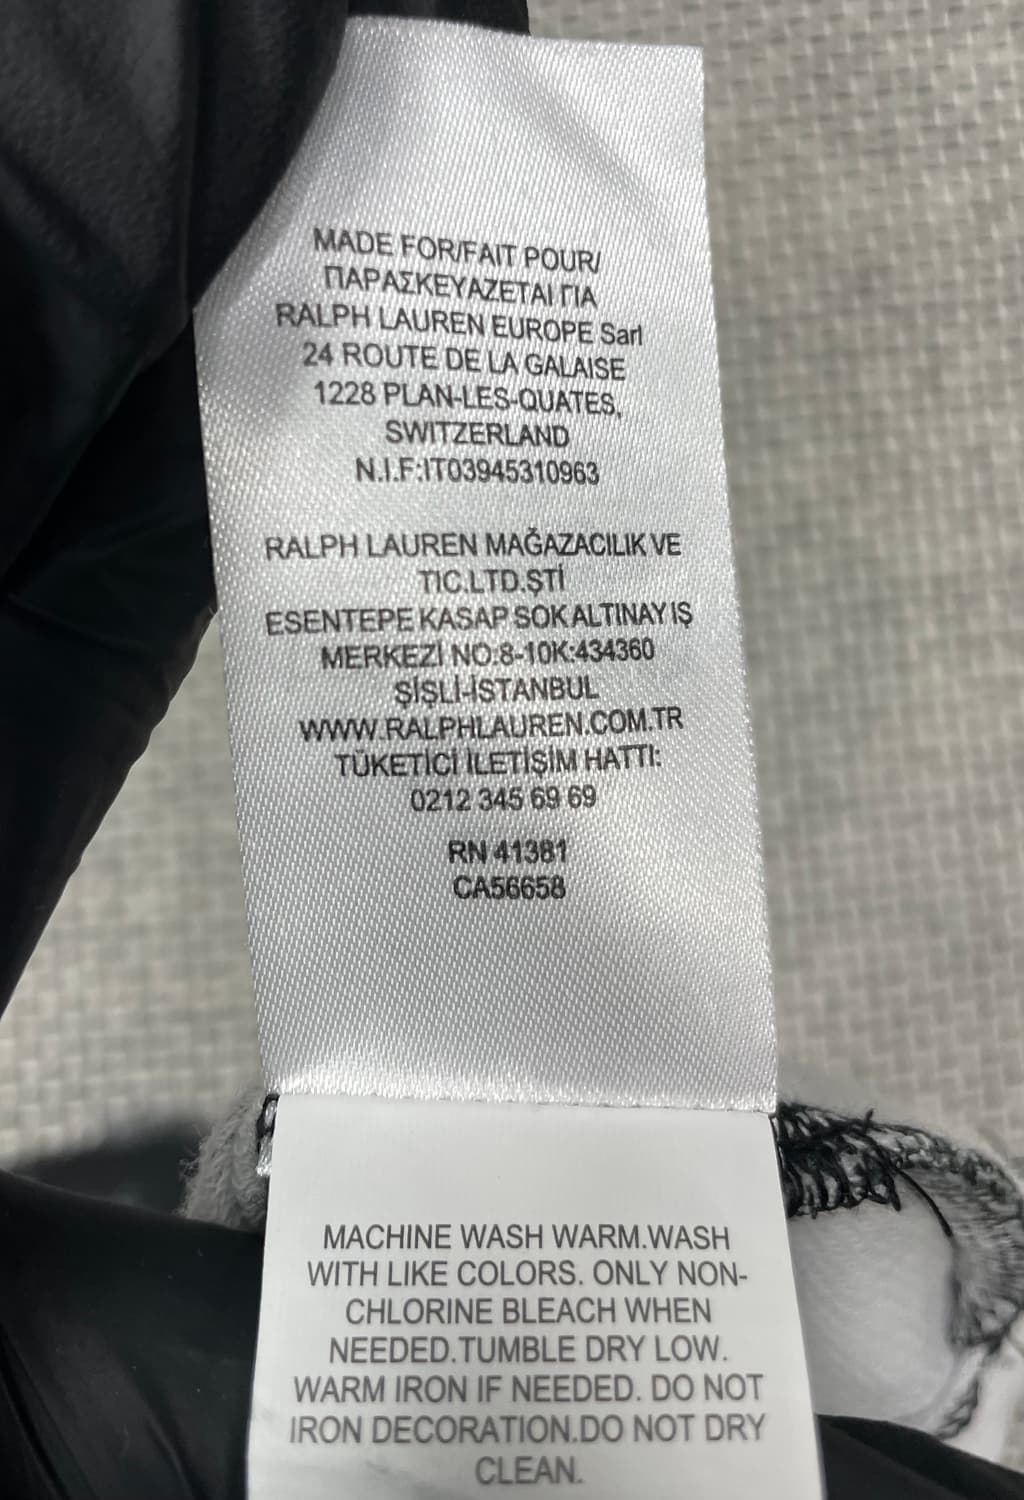 MADE FOR/FAIT POUR/
ΠΑΡΑΣΚΕΥΑΖΕΤΑΙ ΓΙΑ
RALPH LAUREN EUROPE Sarl
24 ROUTE DE LA GALAISE
1228 PLAN-LES-QUATES,
SWITZERLAND
N.I.F:IT03945310963
RALPH LAUREN MAĞAZACILIK VE
TIC.LTD.ŞTİ
ESENTEPE KASAP SOK ALTINAY IŞ
MERKEZİ NO:8-10K:434360
ŞİŞLİ-İSTANBUL
WWW.RALPHLAUREN.COM.TR
TÜKETİCİ İLETİŞİM HATTI:
0212 345 69 69
RN 41381
CA56658
MACHINE WASH WARM.WASH
WITH LIKE COLORS. ONLY NON-
CHLORINE BLEACH WHEN
NEEDED.TUMBLE DRY LOW.
WARM IRON IF NEEDED. DO NOT
IRON DECORATION.DO NOT DRY
CLEAN.